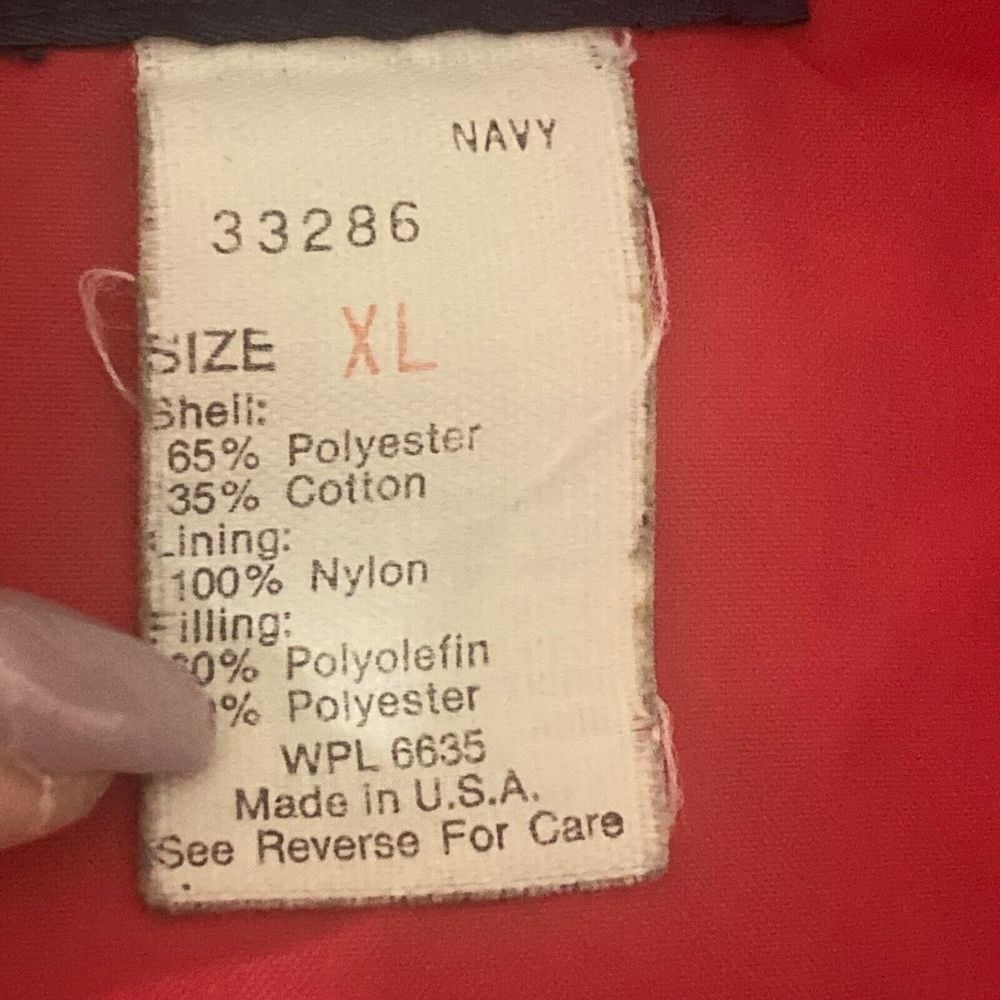 NAVY
33286
SIZE XL
Shell:
65% Polyester
35% Cotton
Lining:
100% Nylon
Filling:
Polyolefin
Polyester
WPL 6635
Made in U.S.A.
See Reverse For Care